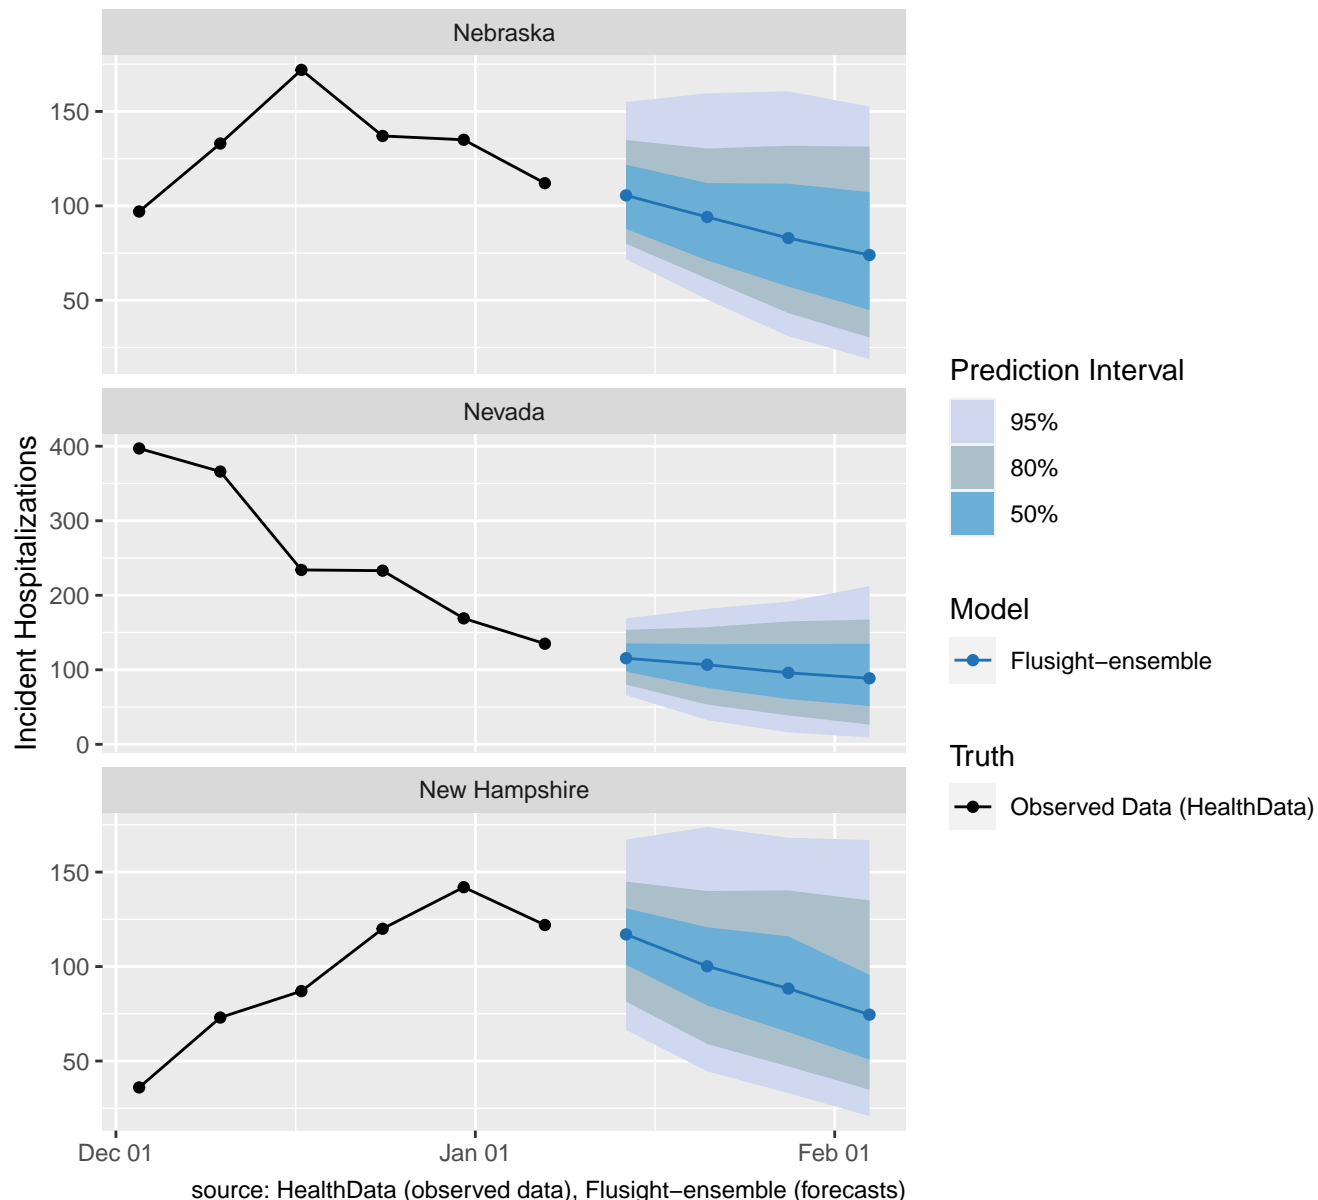 Nebraska
150
100
50
Nevada
400
300
200
100
0
New Hampshire
150
100
50
Dec 01
Jan 01
Feb 01
Incident Hospitalizations
source: HealthData (observed data), Flusight−ensemble (forecasts)
Prediction Interval
95%
80%
50%
Model
Flusight−ensemble
Truth
Observed Data (HealthData)